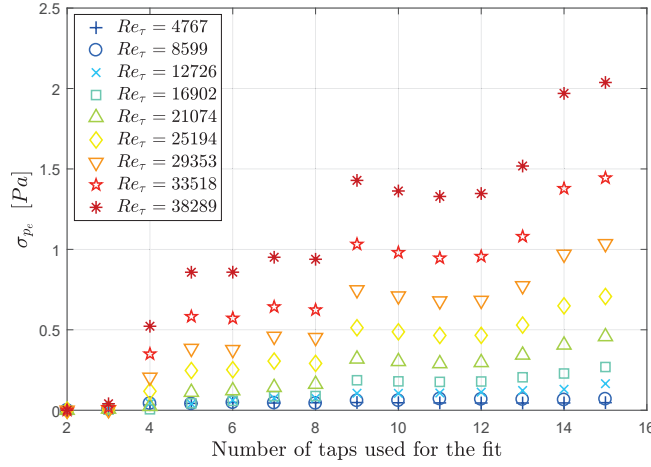 2.5
2
1.5
1
0.5
0
σ_{p_e} [Pa]
Re_τ = 4767
Re_τ = 8599
Re_τ = 12726
Re_τ = 16902
Re_τ = 21074
Re_τ = 25194
Re_τ = 29353
Re_τ = 33518
Re_τ = 38289
2 4 6 8 10 12 14 16
Number of taps used for the fit